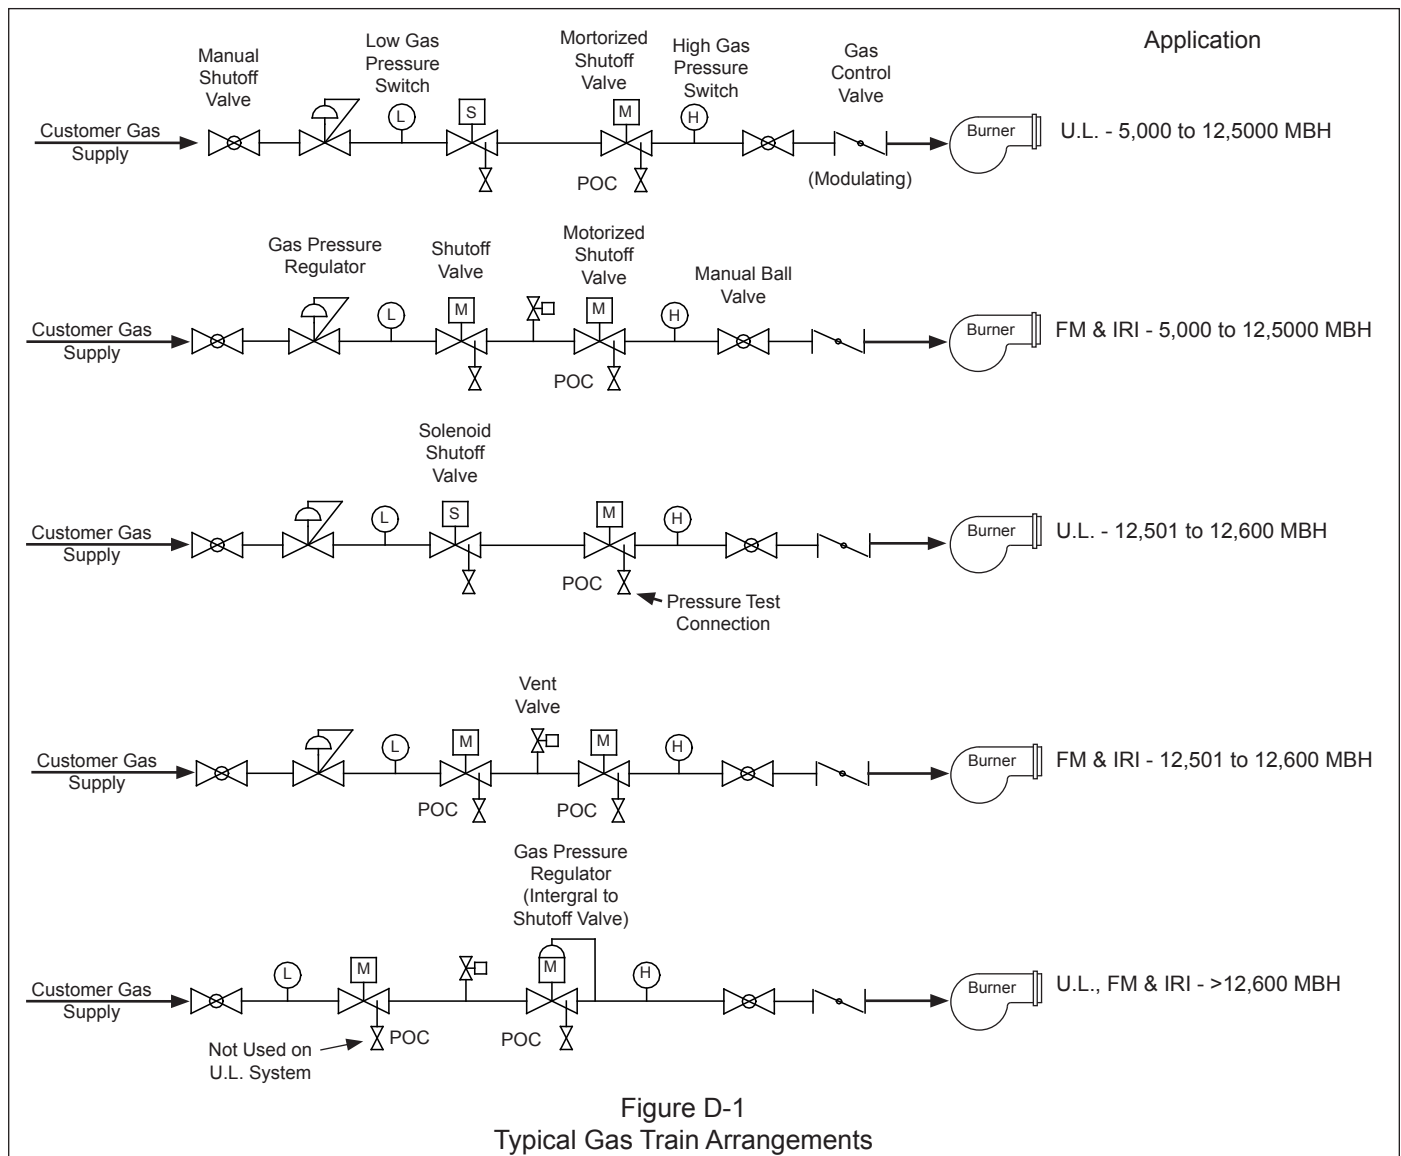 Application
Manual
Shutoff
Valve
Low Gas
Pressure
Switch
Mortorized
Shutoff
Valve
High Gas
Pressure
Switch
Gas
Control
Valve
Customer Gas
Supply
L
S
M
H
POC
(Modulating)
Burner
U.L. - 5,000 to 12,5000 MBH
Gas Pressure
Regulator
Shutoff
Valve
Motorized
Shutoff
Valve
Manual Ball
Valve
Customer Gas
Supply
L
M
M
H
POC
Burner
FM & IRI - 5,000 to 12,5000 MBH
Solenoid
Shutoff
Valve
Customer Gas
Supply
L
S
M
H
POC
Pressure Test
Connection
Burner
U.L. - 12,501 to 12,600 MBH
Vent
Valve
Customer Gas
Supply
L
M
M
H
POC
POC
Burner
FM & IRI - 12,501 to 12,600 MBH
Gas Pressure
Regulator
(Intergral to
Shutoff Valve)
Customer Gas
Supply
L
M
M
H
POC
POC
Not Used on
U.L. System
Burner
U.L., FM & IRI - >12,600 MBH
Figure D-1
Typical Gas Train Arrangements